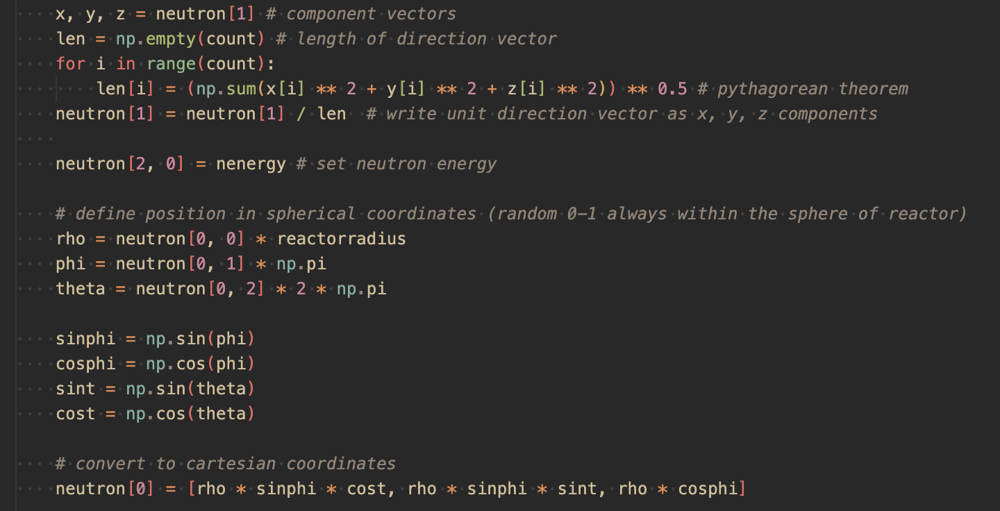 x, y, z = neutron[1] # component vectors
len = np.empty(count) # length of direction vector
for i in range(count):
len[i] = (np.sum(x[i] ** 2 + y[i] ** 2 + z[i] ** 2)) ** 0.5 # pythagorean theorem
neutron[1] = neutron[1] / len  # write unit direction vector as x, y, z components
neutron[2, 0] = nenergy # set neutron energy
# define position in spherical coordinates (random 0-1 always within the sphere of reactor)
rho = neutron[0, 0] * reactorradius
phi = neutron[0, 1] * np.pi
theta = neutron[0, 2] * 2 * np.pi
sinphi = np.sin(phi)
cosphi = np.cos(phi)
sint = np.sin(theta)
cost = np.cos(theta)
# convert to cartesian coordinates
neutron[0] = [rho * sinphi * cost, rho * sinphi * sint, rho * cosphi]